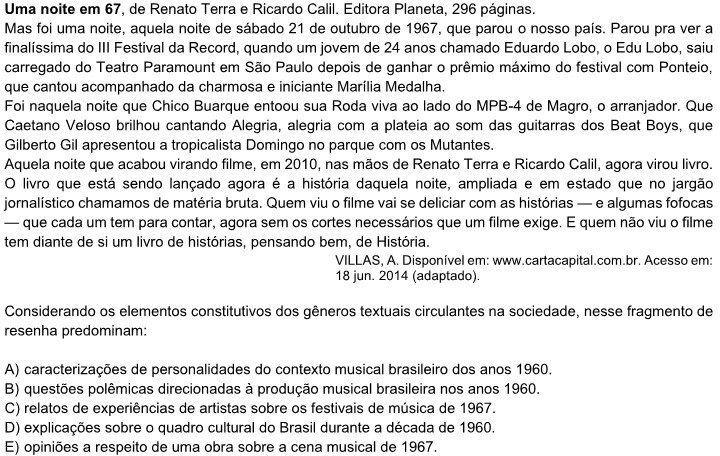 Uma noite em 67, de Renato Terra e Ricardo Calil. Editora Planeta, 296 páginas.
Mas foi uma noite, aquela noite de sábado 21 de outubro de 1967, que parou o nosso país. Parou pra ver a
finalíssima do III Festival da Record, quando um jovem de 24 anos chamado Eduardo Lobo, o Edu Lobo, saiu
carregado do Teatro Paramount em São Paulo depois de ganhar o prêmio máximo do festival com Ponteio,
que cantou acompanhado da charmosa e iniciante Marília Medalha.
Foi naquela noite que Chico Buarque entoou sua Roda viva ao lado do MPB-4 de Magro, o arranjador. Que
Caetano Veloso brilhou cantando Alegria, alegria com a plateia ao som das guitarras dos Beat Boys, que
Gilberto Gil apresentou a tropicalista Domingo no parque com os Mutantes.
Aquela noite que acabou virando filme, em 2010, nas mãos de Renato Terra e Ricardo Calil, agora virou livro.
O livro que está sendo lançado agora é a história daquela noite, ampliada e em estado que no jargão
jornalístico chamamos de matéria bruta. Quem viu o filme vai se deliciar com as histórias — e algumas fofocas
— que cada um tem para contar, agora sem os cortes necessários que um filme exige. E quem não viu o filme
tem diante de si um livro de histórias, pensando bem, de História.
VILLAS, A. Disponível em: www.cartacapital.com.br. Acesso em:
18 jun. 2014 (adaptado).
Considerando os elementos constitutivos dos gêneros textuais circulantes na sociedade, nesse fragmento de
resenha predominam:
A) caracterizações de personalidades do contexto musical brasileiro dos anos 1960.
B) questões polêmicas direcionadas à produção musical brasileira nos anos 1960.
C) relatos de experiências de artistas sobre os festivais de música de 1967.
D) explicações sobre o quadro cultural do Brasil durante a década de 1960.
E) opiniões a respeito de uma obra sobre a cena musical de 1967.